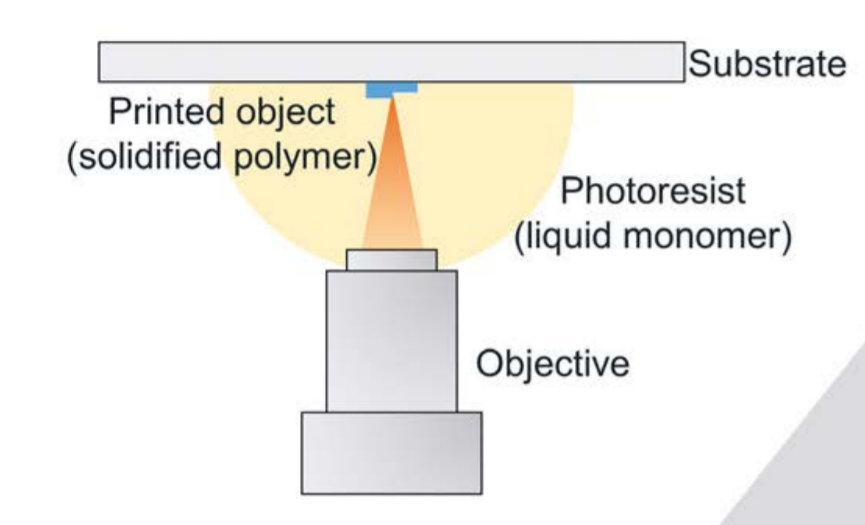 Substrate
Printed object
(solidified polymer)
Photoresist
(liquid monomer)
Objective